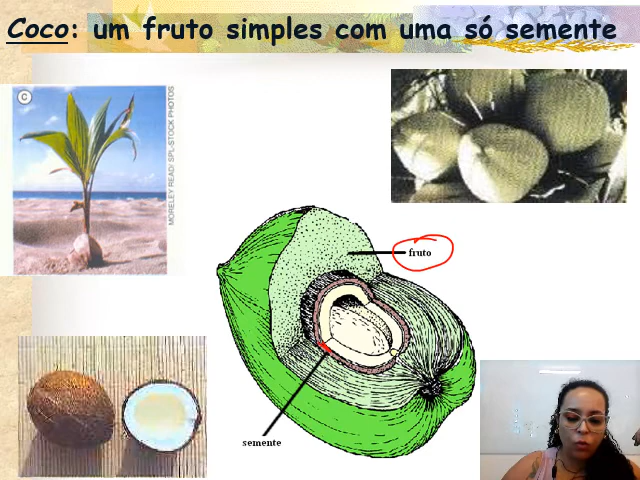 Coco: um fruto simples com uma só semente
C
MORELEY READ/ SPL-STOCK PHOTOS
fruto
semente